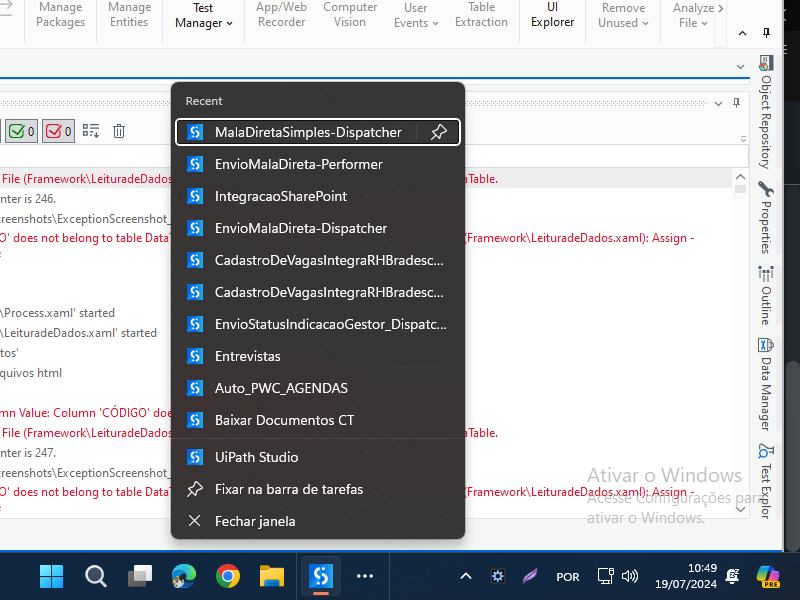 Manage
Packages
Manage
Entities
Test
Manager
App/Web
Recorder
Computer
Vision
User
Events
Table
Extraction
UI
Explorer
Remove
Unused
Analyze
File
Object Repository
Properties
Outline
Data Manager
Test Explor
0
0
File (Framework\LeituradeDados
aTable.
nter is 246.
reenshots\ExceptionScreenshot_
O' does not belong to table Data
(Framework\LeituradeDados.xaml): Assign -
\Process.xaml' started
\LeituradeDados.xaml' started
tos'
quivos html
mn Value: Column 'CÓDIGO' doe
File (Framework\LeituradeDados
aTable.
nter is 247.
reenshots\ExceptionScreenshot_
O' does not belong to table Data
(Framework\LeituradeDados.xaml): Assign -
Recent
MalaDiretaSimples-Dispatcher
EnvioMalaDireta-Performer
IntegracaoSharePoint
EnvioMalaDireta-Dispatcher
CadastroDeVagasIntegraRHBradesc...
CadastroDeVagasIntegraRHBradesc...
EnvioStatusIndicacaoGestor_Dispatc...
Entrevistas
Auto_PWC_AGENDAS
Baixar Documentos CT
UiPath Studio
Fixar na barra de tarefas
Fechar janela
Ativar o Windows
Acesse Configurações para
ativar o Windows.
POR
10:49
19/07/2024
PRE